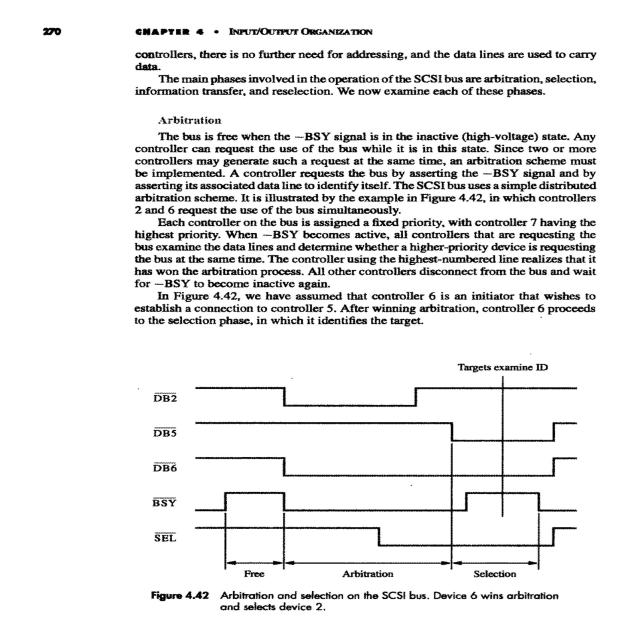 270 CHAPTER 4 • INPUT/OUTPUT ORGANIZATION
controllers, there is no further need for addressing, and the data lines are used to carry
data.
The main phases involved in the operation of the SCSI bus are arbitration, selection,
information transfer, and reselection. We now examine each of these phases.
Arbitration
The bus is free when the −BSY signal is in the inactive (high-voltage) state. Any
controller can request the use of the bus while it is in this state. Since two or more
controllers may generate such a request at the same time, an arbitration scheme must
be implemented. A controller requests the bus by asserting the −BSY signal and by
asserting its associated data line to identify itself. The SCSI bus uses a simple distributed
arbitration scheme. It is illustrated by the example in Figure 4.42, in which controllers
2 and 6 request the use of the bus simultaneously.
Each controller on the bus is assigned a fixed priority, with controller 7 having the
highest priority. When −BSY becomes active, all controllers that are requesting the
bus examine the data lines and determine whether a higher-priority device is requesting
the bus at the same time. The controller using the highest-numbered line realizes that it
has won the arbitration process. All other controllers disconnect from the bus and wait
for −BSY to become inactive again.
In Figure 4.42, we have assumed that controller 6 is an initiator that wishes to
establish a connection to controller 5. After winning arbitration, controller 6 proceeds
to the selection phase, in which it identifies the target.
Targets examine ID
DB2
DB5
DB6
BSY
SEL
Free Arbitration Selection
Figure 4.42 Arbitration and selection on the SCSI bus. Device 6 wins arbitration
and selects device 2.